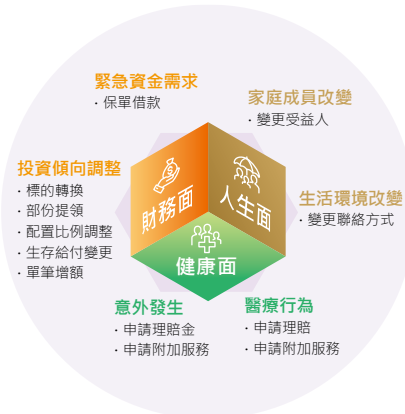 緊急資金需求
・保單借款
家庭成員改變
・變更受益人
投資傾向調整
・標的轉換
・部份提領
・配置比例調整
・生存給付變更
・單筆增額
財務面
人生面
生活環境改變
・變更聯絡方式
健康面
意外發生
・申請理賠金
・申請附加服務
醫療行為
・申請理賠
・申請附加服務